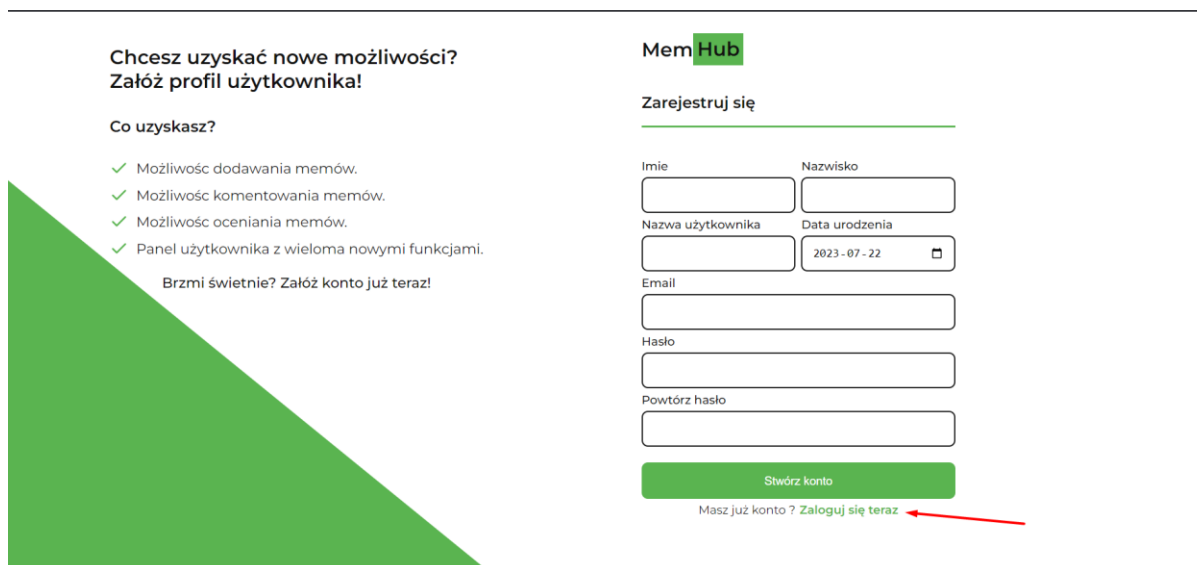 Chcesz uzyskać nowe możliwości?
Załóż profil użytkownika!
Co uzyskasz?
Możliwośc dodawania memów.
Możliwośc komentowania memów.
Możliwośc oceniania memów.
Panel użytkownika z wieloma nowymi funkcjami.
Brzmi świetnie? Załóż konto już teraz!
Mem Hub
Zarejestruj się
Imie Nazwisko
Nazwa użytkownika Data urodzenia
2023-07-22
Email
Hasło
Powtórz hasło
Stwórz konto
Masz już konto ? Zaloguj się teraz